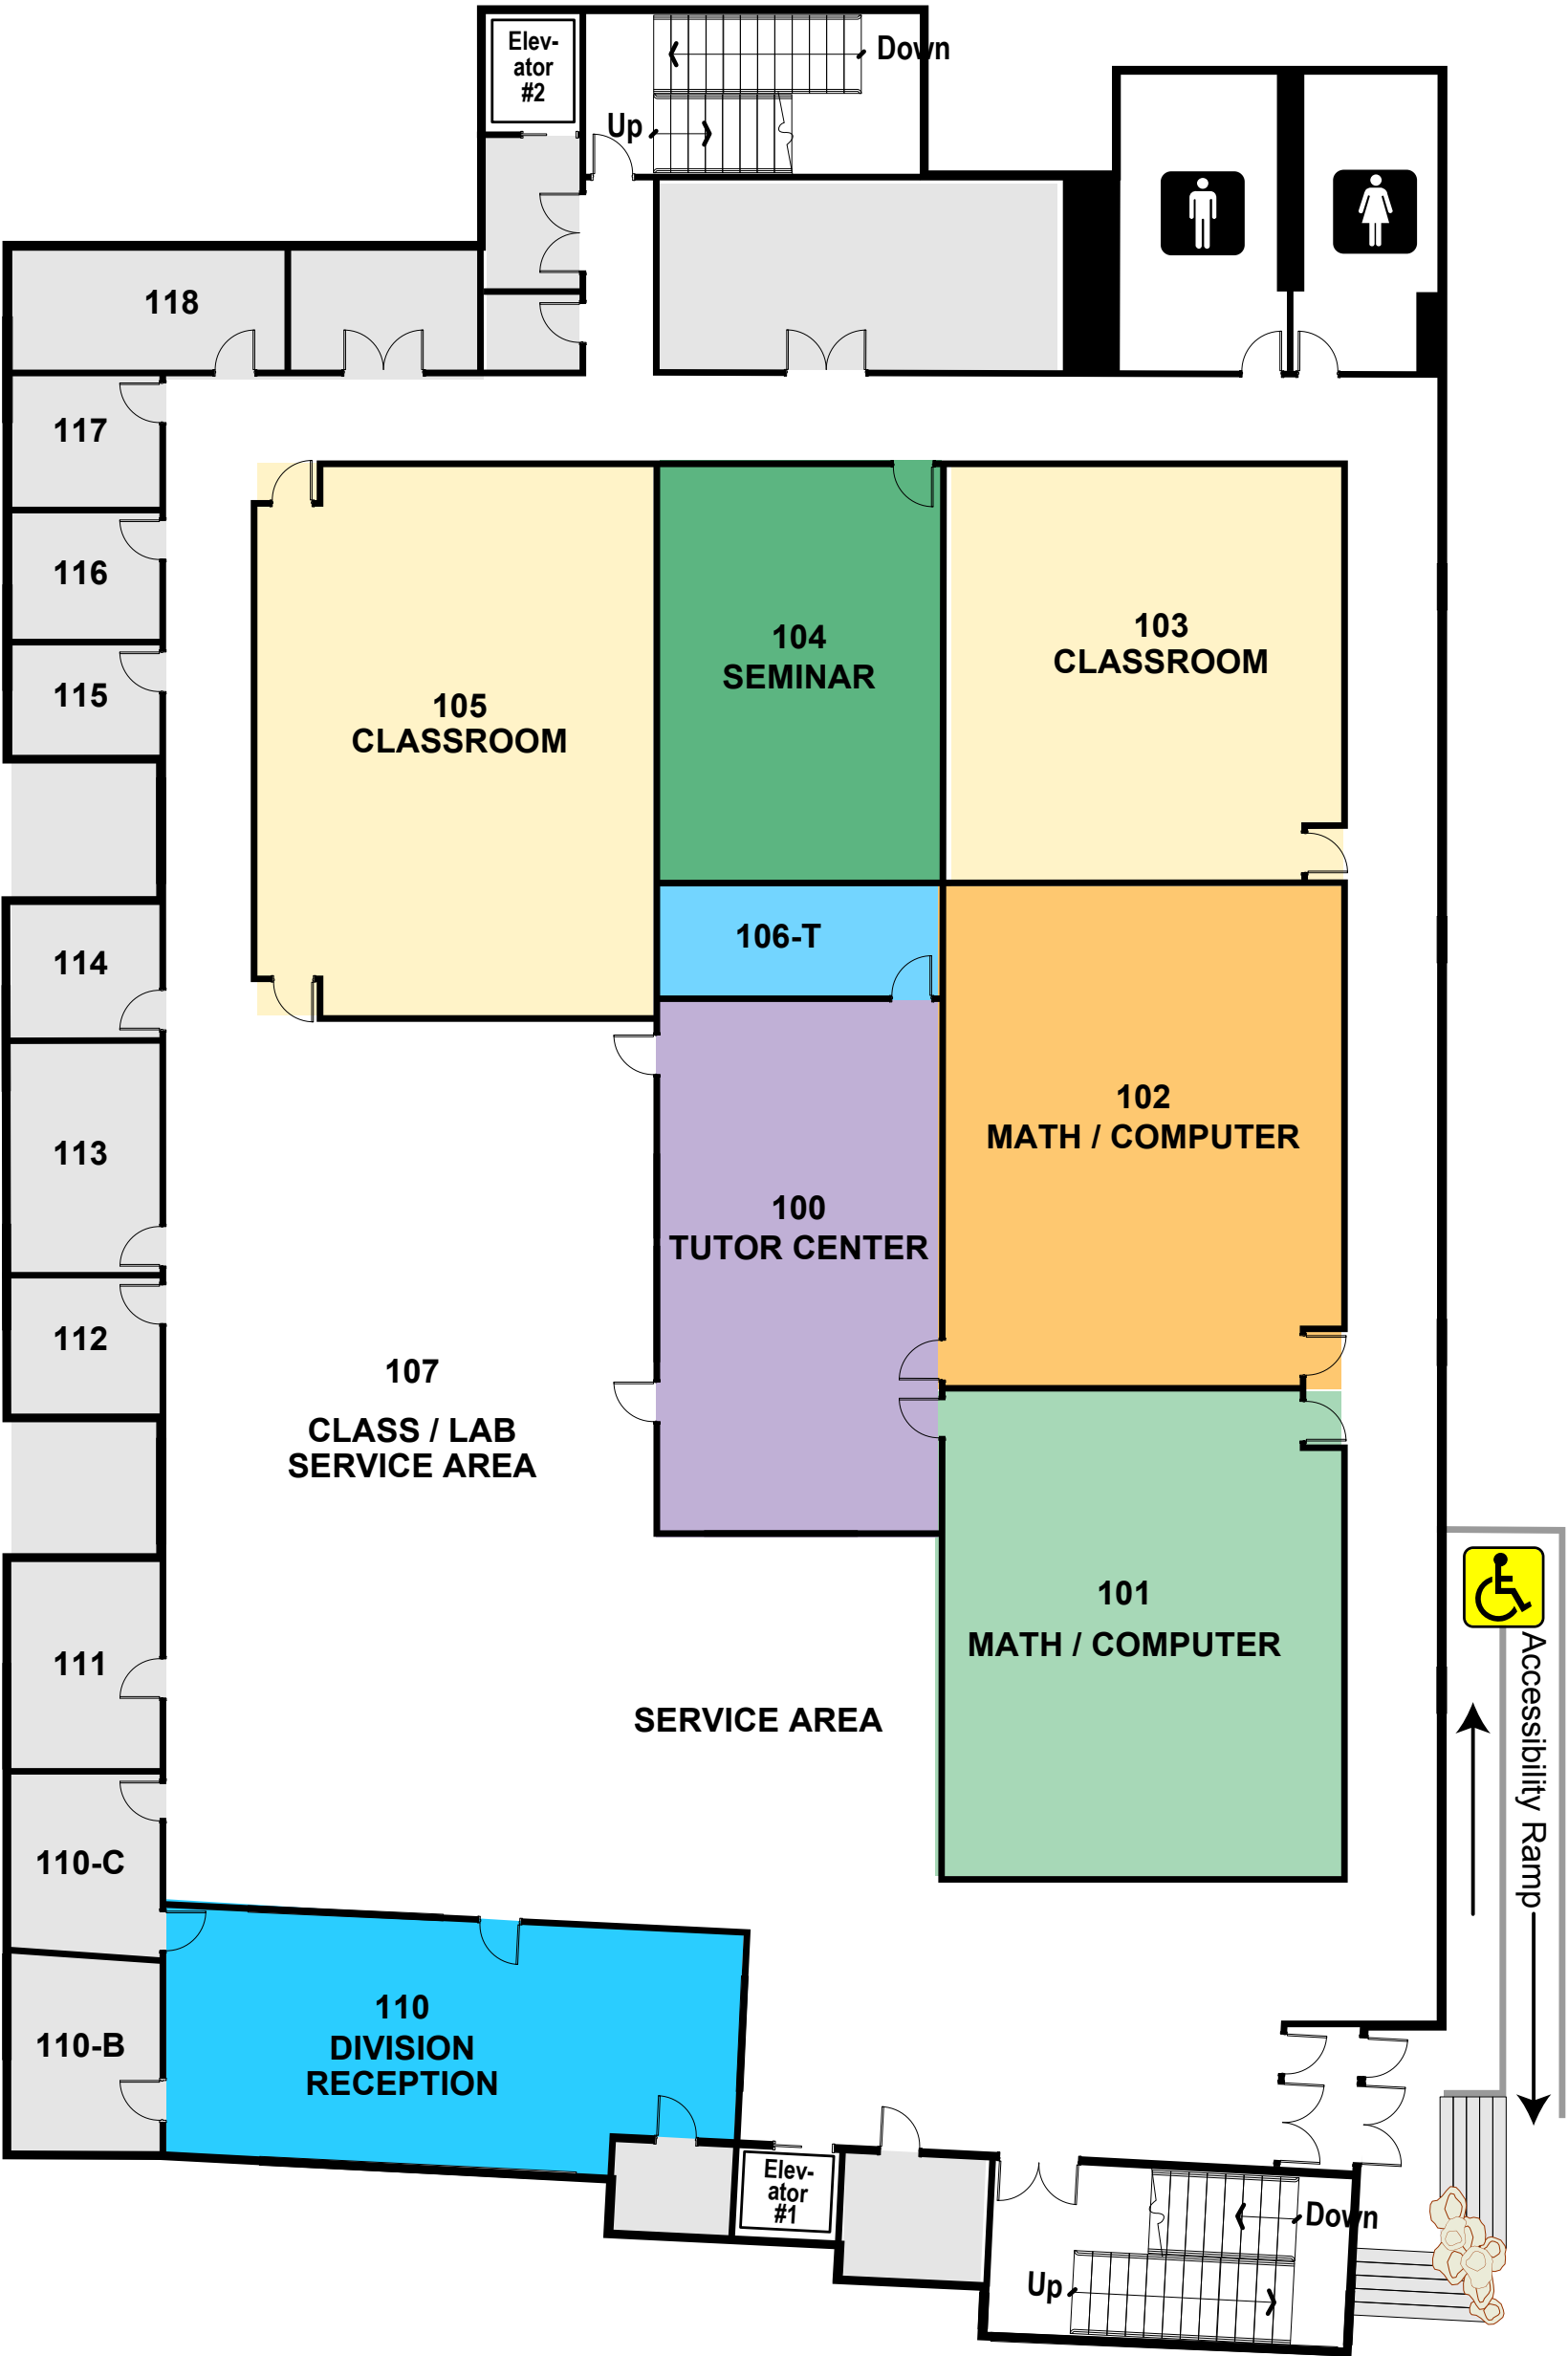 Elev-
ator
#2
Down
Up
118
117
116
115
105
CLASSROOM
104
SEMINAR
103
CLASSROOM
106-T
114
113
112
102
MATH / COMPUTER
100
TUTOR CENTER
107
CLASS / LAB
SERVICE AREA
101
MATH / COMPUTER
SERVICE AREA
Accessibility Ramp
111
110-C
110-B
110
DIVISION
RECEPTION
Elev-
ator
#1
Down
Up